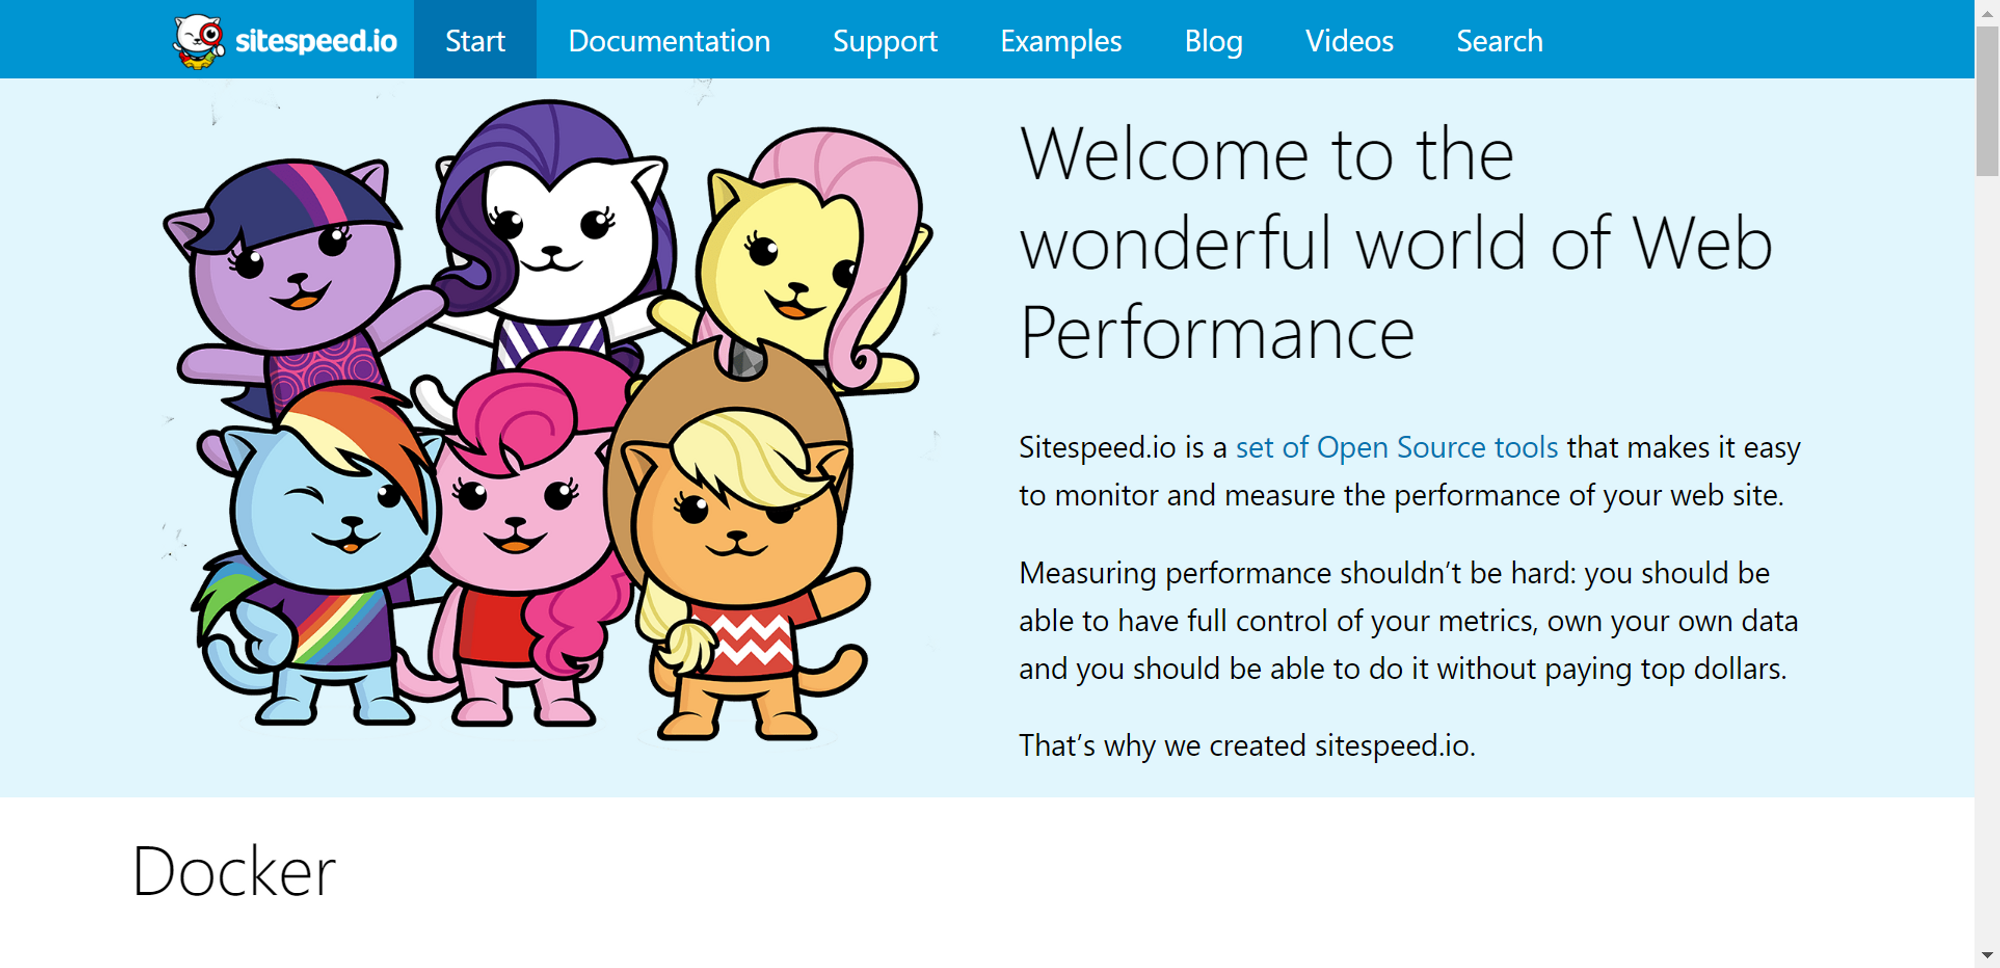 sitespeed.io Start Documentation Support Examples Blog Videos Search
Welcome to the
wonderful world of Web
Performance
Sitespeed.io is a set of Open Source tools that makes it easy
to monitor and measure the performance of your web site.
Measuring performance shouldn’t be hard: you should be
able to have full control of your metrics, own your own data
and you should be able to do it without paying top dollars.
That’s why we created sitespeed.io.
Docker